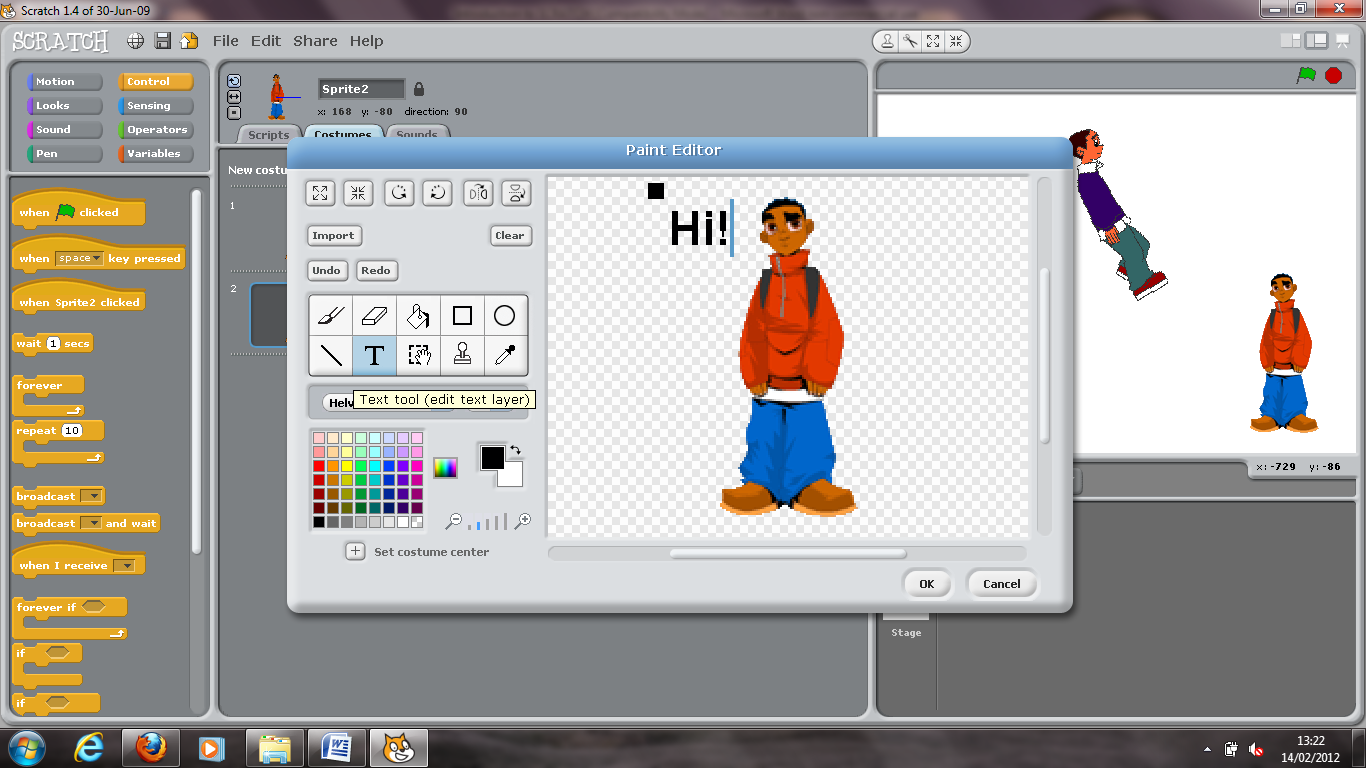 Scratch 1.4 of 30-Jun-09
SCRATCH File Edit Share Help
Motion Control
Looks Sensing
Sound Operators
Pen Variables
when clicked
when space key pressed
when Sprite2 clicked
wait 1 secs
forever
repeat 10
broadcast
broadcast and wait
when I receive
forever if
if
if
Sprite2
x: 168 y: -80 direction: 90
Scripts Costumes Sounds
New costu
1
2
Paint Editor
Import Clear
Undo Redo
T
Helv
Text tool (edit text layer)
Set costume center
Hi!
OK Cancel
x:-729 y: -86
Stage
13:22
14/02/2012